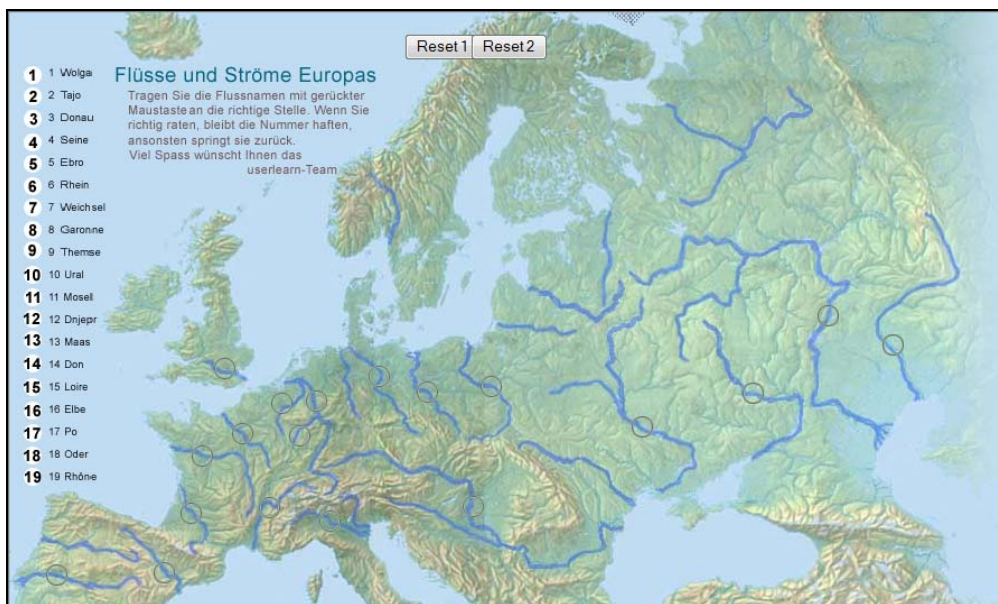 Reset 1 Reset 2
Flüsse und Ströme Europas
Tragen Sie die Flussnamen mit gerückter
Maustaste an die richtige Stelle. Wenn Sie
richtig raten, bleibt die Nummer haften,
ansonsten springt sie zurück.
Viel Spass wünscht Ihnen das
userlearn-Team
1 1 Wolga
2 2 Tajo
3 3 Donau
4 4 Seine
5 5 Ebro
6 6 Rhein
7 7 Weichsel
8 8 Garonne
9 9 Themse
10 10 Ural
11 11 Mosell
12 12 Dnjepr
13 13 Maas
14 14 Don
15 15 Loire
16 16 Elbe
17 17 Po
18 18 Oder
19 19 Rhône